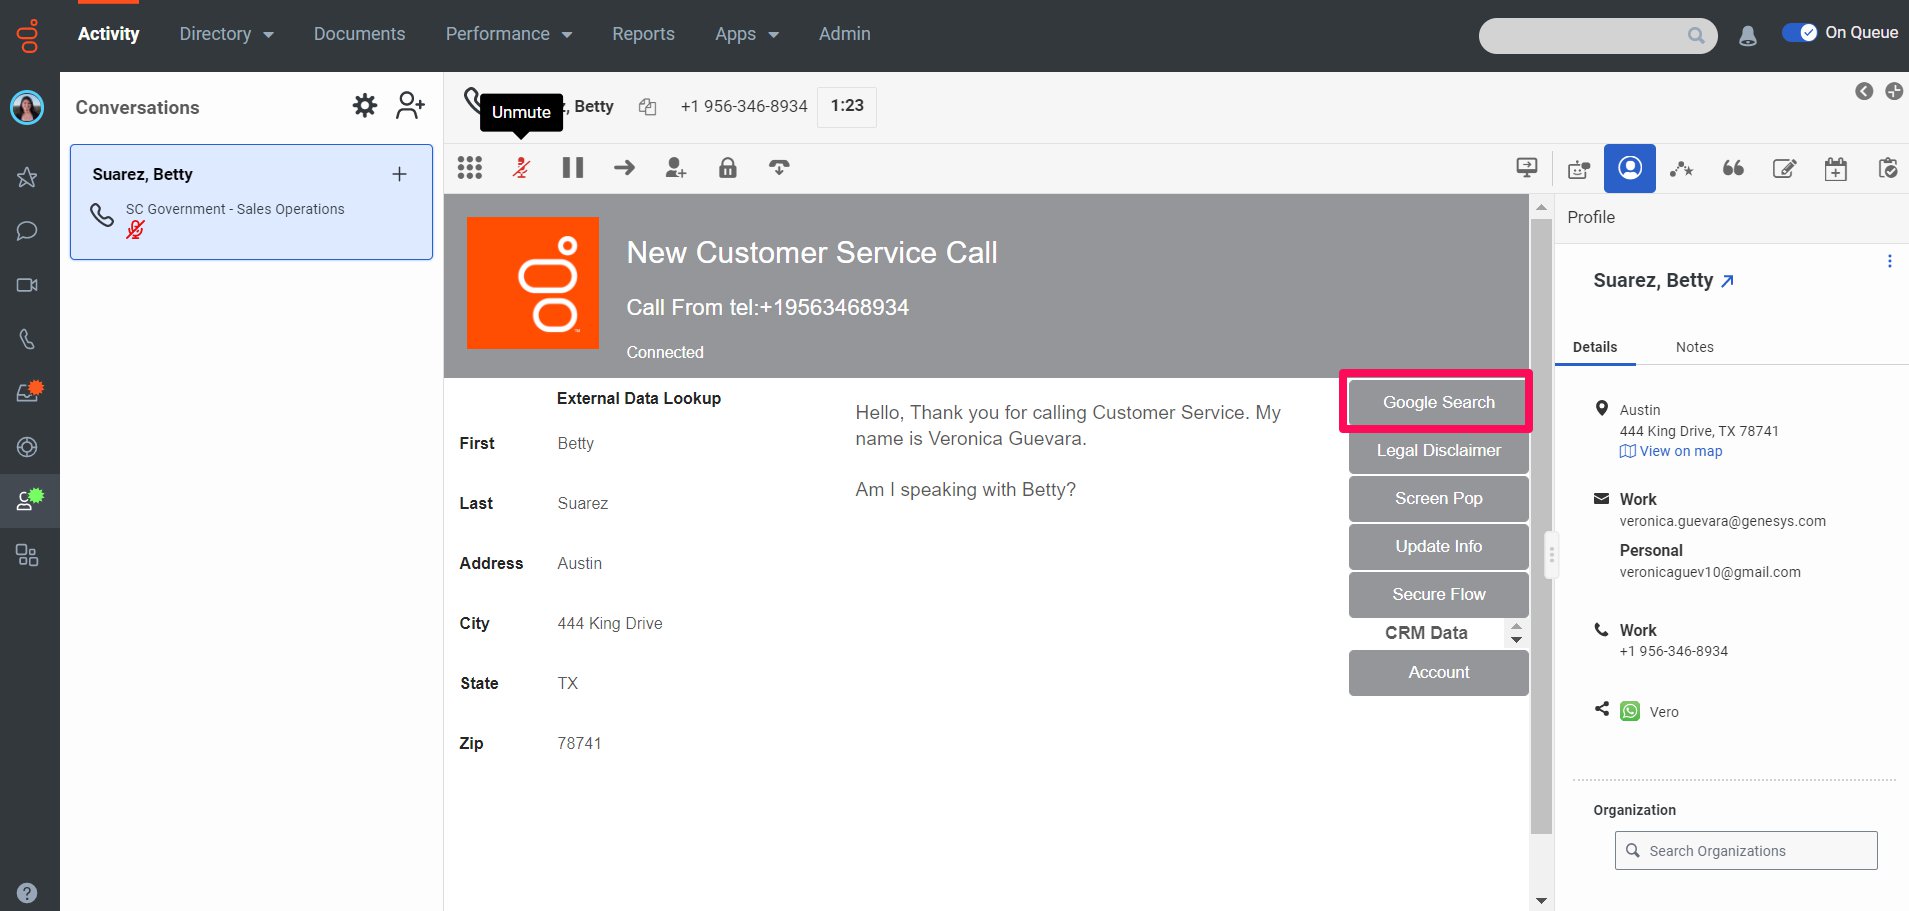 Activity
Directory
Documents
Performance
Reports
Apps
Admin
On Queue
Conversations
Suarez, Betty
SC Government - Sales Operations
Unmute
, Betty
+1 956-346-8934
1:23
New Customer Service Call
Call From tel:+19563468934
Connected
External Data Lookup
First Betty
Last Suarez
Address Austin
City 444 King Drive
State TX
Zip 78741
Hello, Thank you for calling Customer Service. My
name is Veronica Guevara.
Am I speaking with Betty?
Google Search
Legal Disclaimer
Screen Pop
Update Info
Secure Flow
CRM Data
Account
Profile
Suarez, Betty
Details
Notes
Austin
444 King Drive, TX 78741
View on map
Work
veronica.guevara@genesys.com
Personal
veronicaguev10@gmail.com
Work
+1 956-346-8934
Vero
Organization
Search Organizations